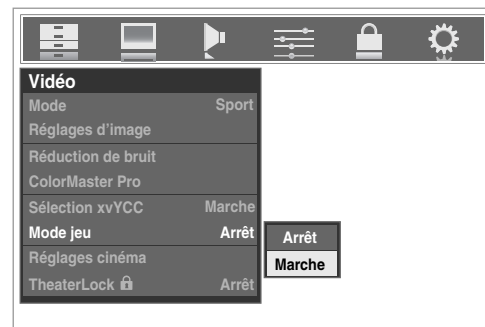 Vidéo
Mode Sport
Réglages d'image
Réduction de bruit
ColorMaster Pro
Sélection xvYCC Marche
Mode jeu Arrêt
Réglages cinéma
TheaterLock Arrêt
Arrêt
Marche